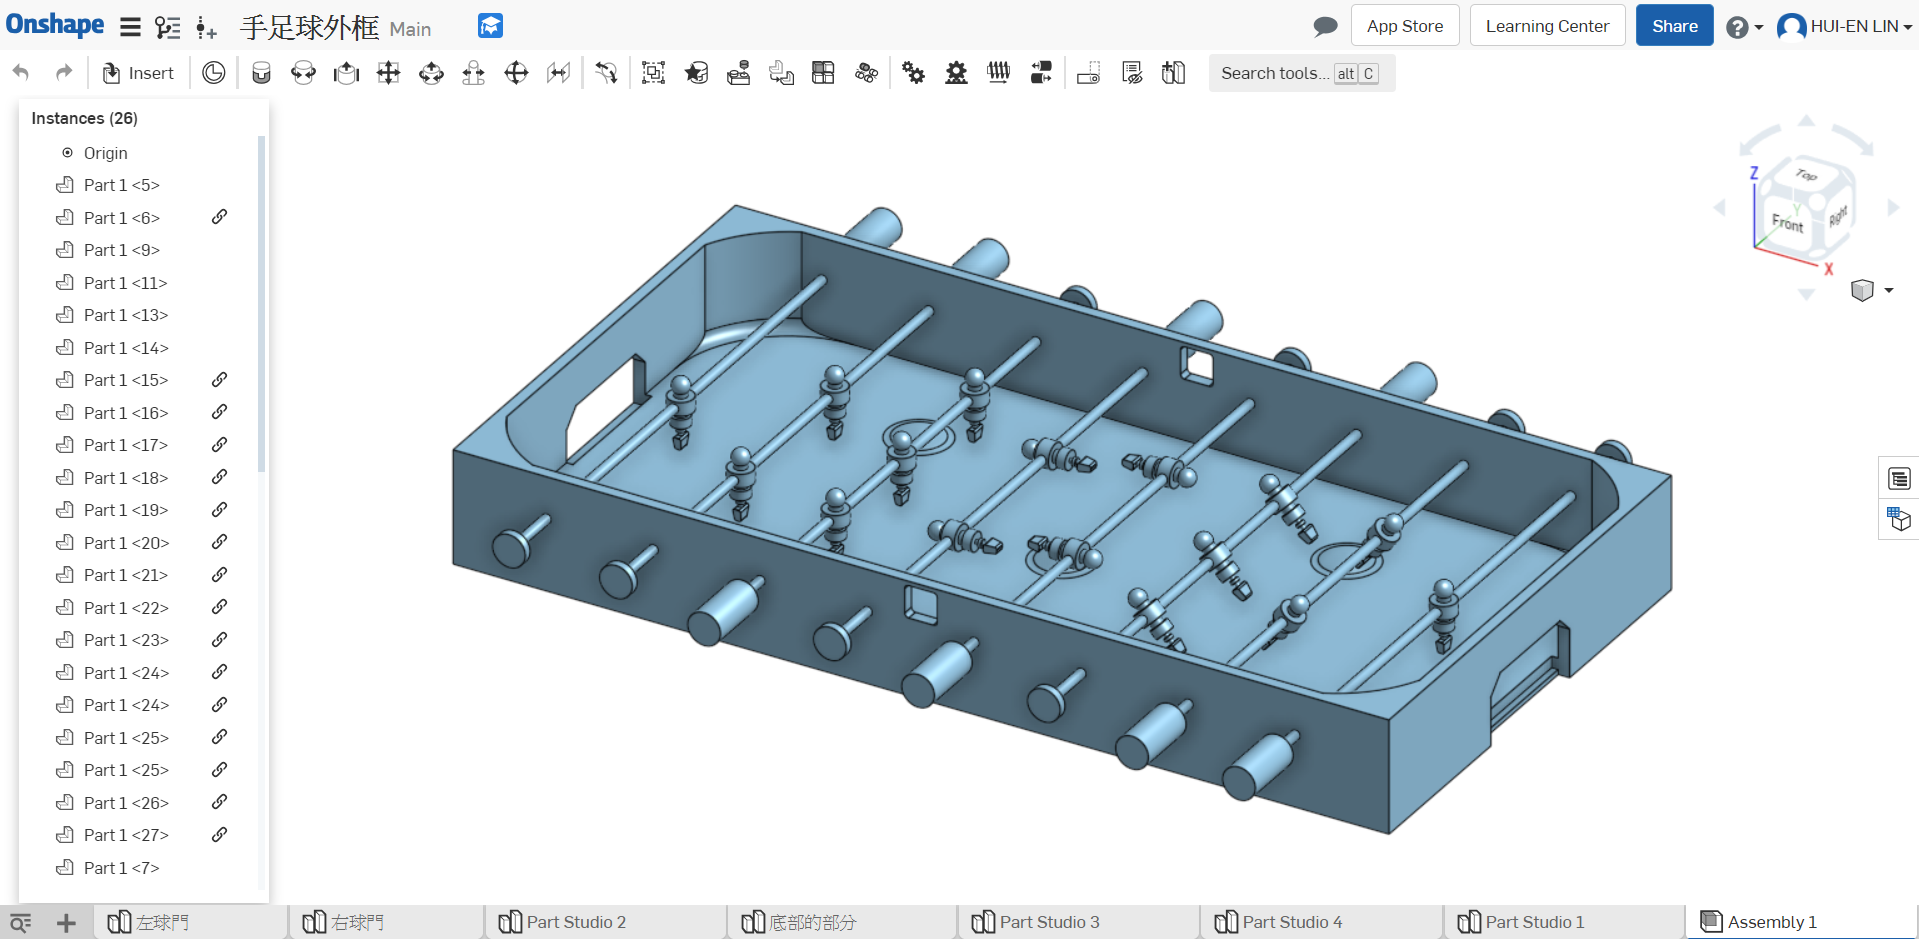 Onshape 手足球外框 Main App Store Learning Center Share HUI-EN LIN
Insert Search tools... alt C
Instances (26)
Origin
Part 1 <5>
Part 1 <6>
Part 1 <9>
Part 1 <11>
Part 1 <13>
Part 1 <14>
Part 1 <15>
Part 1 <16>
Part 1 <17>
Part 1 <18>
Part 1 <19>
Part 1 <20>
Part 1 <21>
Part 1 <22>
Part 1 <23>
Part 1 <24>
Part 1 <24>
Part 1 <25>
Part 1 <25>
Part 1 <26>
Part 1 <27>
Part 1 <7>
Z
Top
Y
Front
Right
X
左球門 右球門 Part Studio 2 底部的部分 Part Studio 3 Part Studio 4 Part Studio 1 Assembly 1